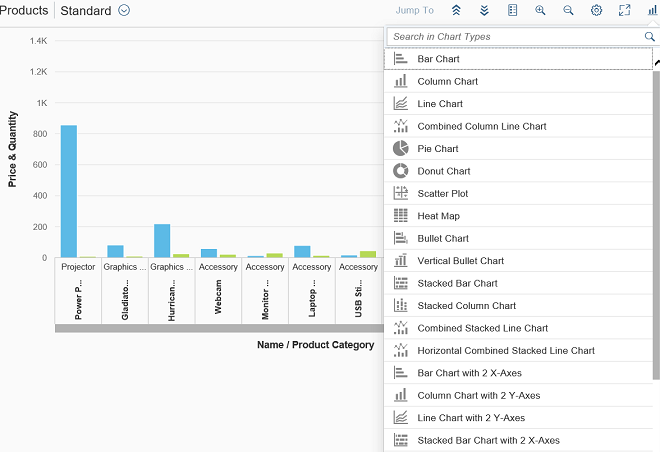 Products Standard Jump To
Search in Chart Types
Bar Chart
Column Chart
Line Chart
Combined Column Line Chart
Pie Chart
Donut Chart
Scatter Plot
Heat Map
Bullet Chart
Vertical Bullet Chart
Stacked Bar Chart
Stacked Column Chart
Combined Stacked Line Chart
Horizontal Combined Stacked Line Chart
Bar Chart with 2 X-Axes
Column Chart with 2 Y-Axes
Line Chart with 2 Y-Axes
Stacked Bar Chart with 2 X-Axes
Price & Quantity
1.4K
1.2K
1K
800
600
400
200
0
Projector Graphics ... Graphics ... Accessory Accessory Accessory Accessory
Power P...
Gladiato...
Hurrican...
Webcam
Monitor ...
Laptop ...
USB Sti...
Name / Product Category